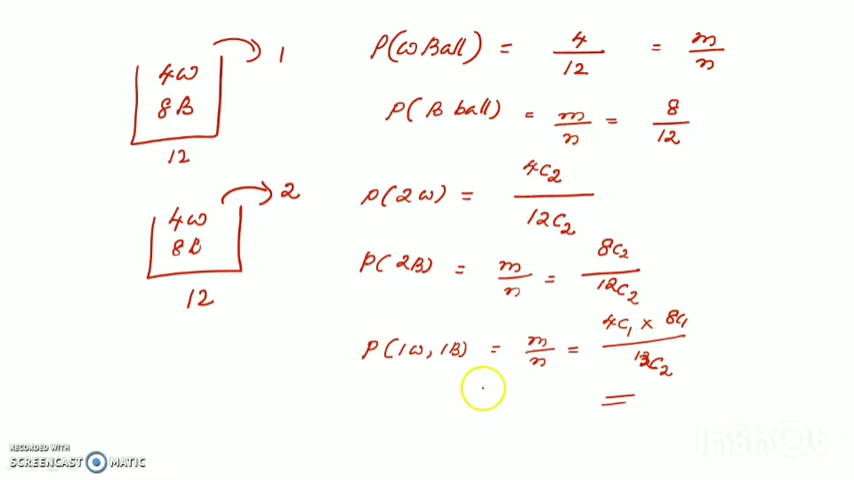 4W
8B
12
1
P(W Ball) = 4/12 = m/n
P(B ball) = m/n = 8/12
4W
8B
12
2
P(2W) = 4C2/12C2
P(2B) = m/n = 8C2/12C2
P(1W, 1B) = m/n = 4C1 × 8C1/12C2
RECORDED WITH
SCREENCAST MATIC
InshOt